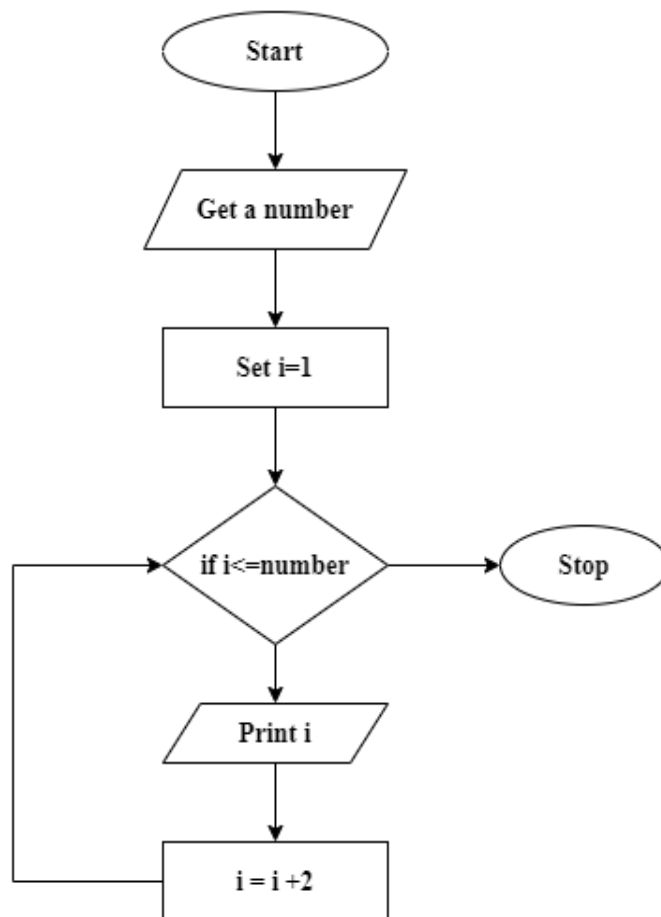 Start
Get a number
Set i=1
if i<=number
Stop
Print i
i = i +2